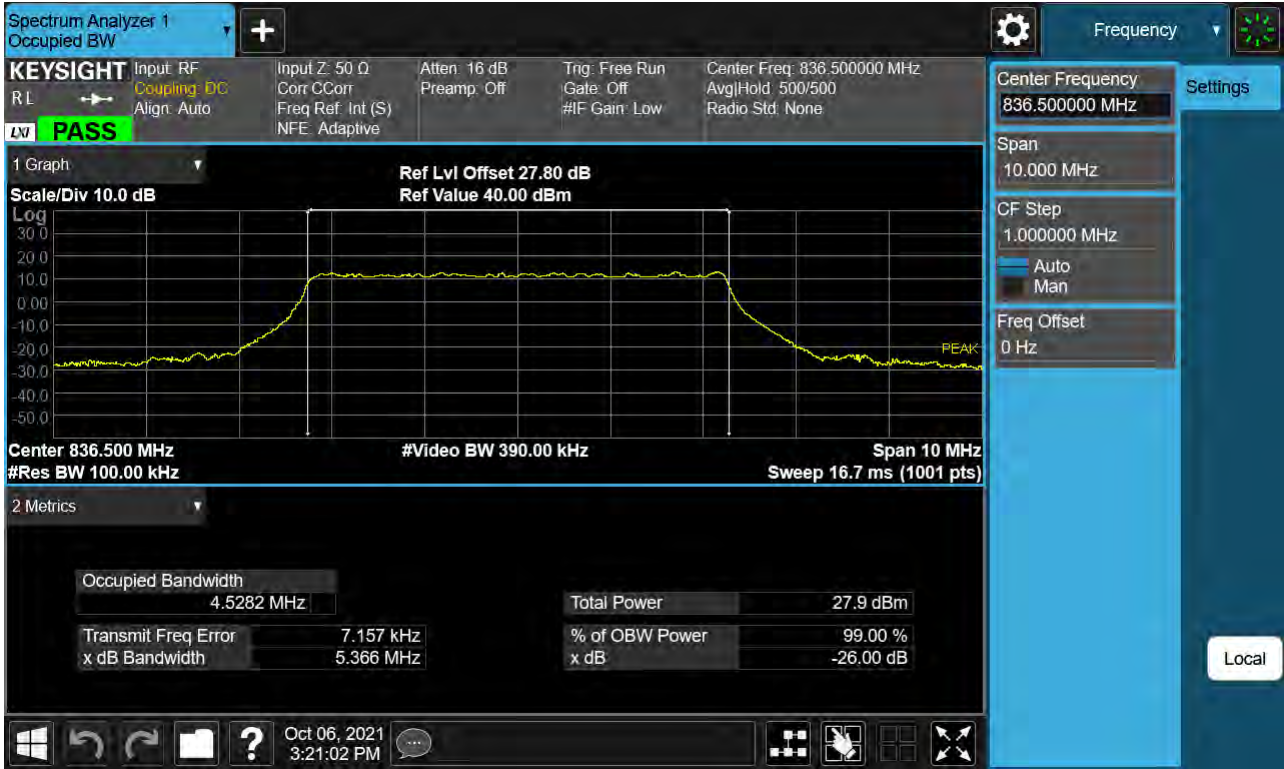 Spectrum Analyzer 1
Occupied BW
Frequency
KEYSIGHT
R L
LXI
PASS
Input: RF
Coupling: DC
Align: Auto
Input Z: 50 Ω
Corr CCorr
Freq Ref: Int (S)
NFE: Adaptive
Atten: 16 dB
Preamp: Off
Trig: Free Run
Gate: Off
#IF Gain: Low
Center Freq: 836.500000 MHz
Avg|Hold: 500/500
Radio Std: None
1 Graph
Scale/Div 10.0 dB
Ref Lvl Offset 27.80 dB
Ref Value 40.00 dBm
Log
30.0
20.0
10.0
0.00
-10.0
-20.0
-30.0
-40.0
-50.0
PEAK
Center 836.500 MHz
#Video BW 390.00 kHz
Span 10 MHz
#Res BW 100.00 kHz
Sweep 16.7 ms (1001 pts)
2 Metrics
Occupied Bandwidth
4.5282 MHz
Total Power 27.9 dBm
Transmit Freq Error 7.157 kHz
% of OBW Power 99.00 %
x dB Bandwidth 5.366 MHz
x dB -26.00 dB
Center Frequency
836.500000 MHz
Settings
Span
10.000 MHz
CF Step
1.000000 MHz
Auto
Man
Freq Offset
0 Hz
Local
?
Oct 06, 2021
3:21:02 PM